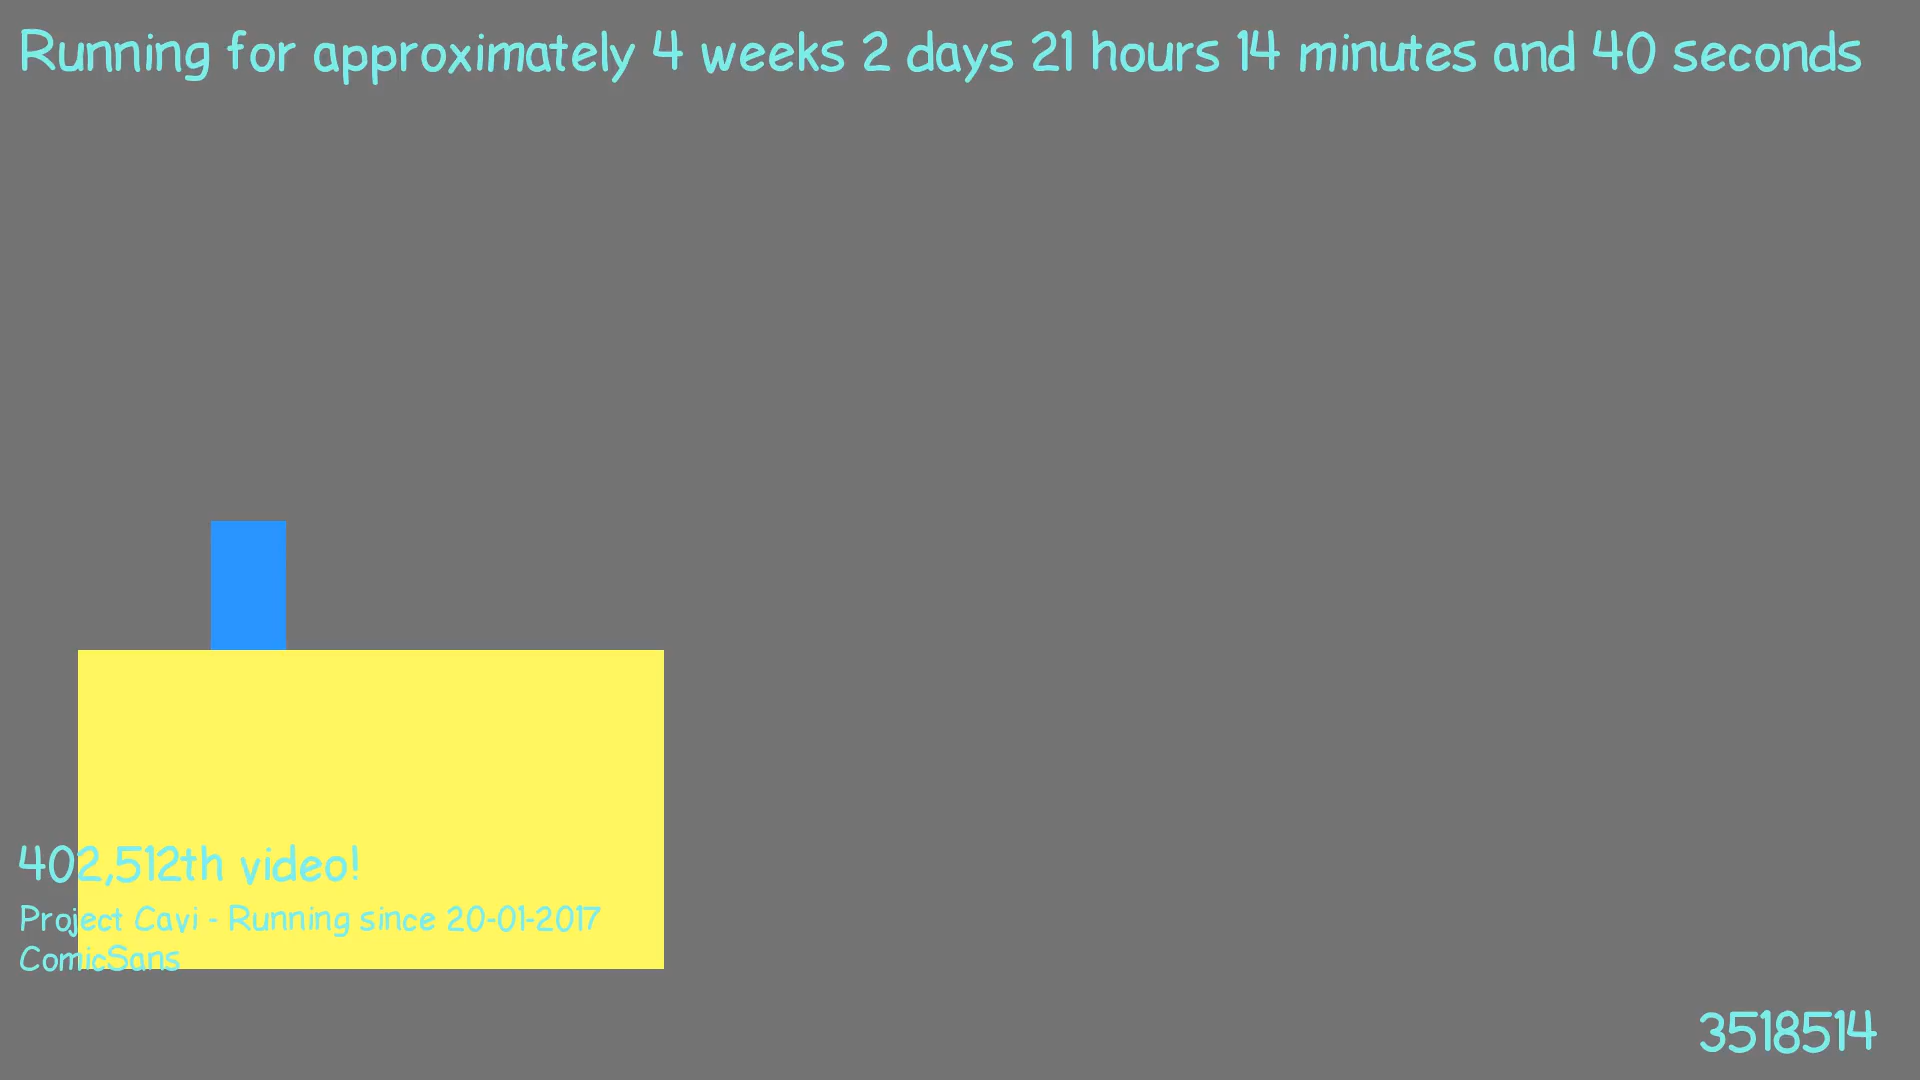 Running for approximately 4 weeks 2 days 21 hours 14 minutes and 40 seconds
402,512th video!
Project Cavi - Running since 20-01-2017
ComicSans
3518514